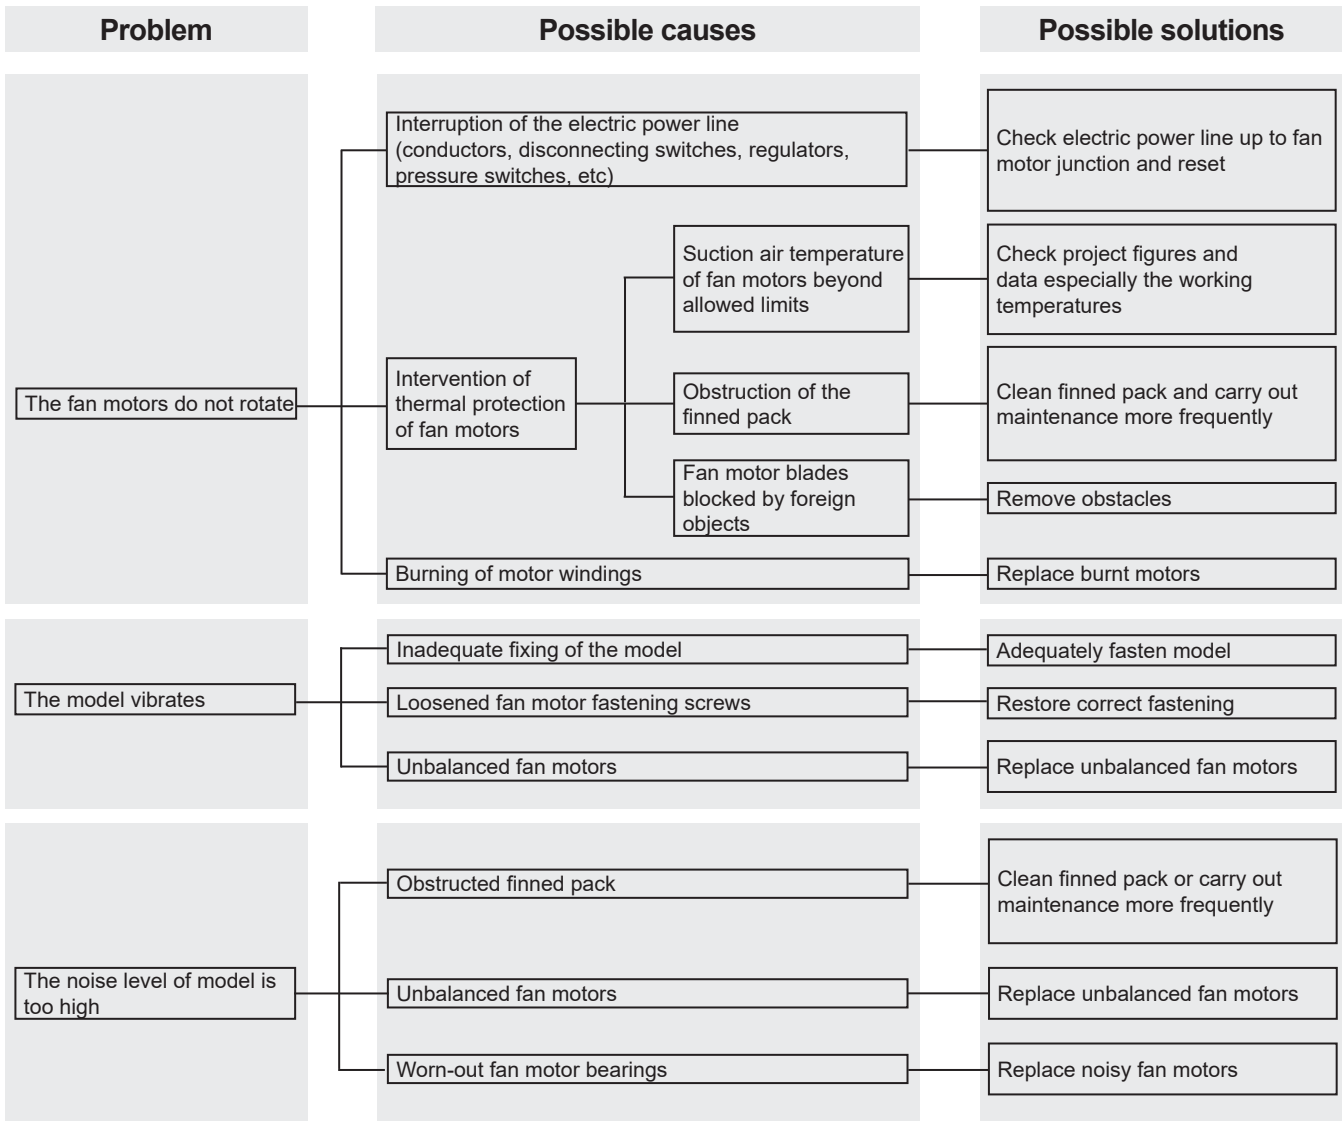 Problem
Possible causes
Possible solutions
The fan motors do not rotate
Interruption of the electric power line
(conductors, disconnecting switches, regulators,
pressure switches, etc)
Check electric power line up to fan
motor junction and reset
Intervention of
thermal protection
of fan motors
Suction air temperature
of fan motors beyond
allowed limits
Check project figures and
data especially the working
temperatures
Obstruction of the
finned pack
Clean finned pack and carry out
maintenance more frequently
Fan motor blades
blocked by foreign
objects
Remove obstacles
Burning of motor windings
Replace burnt motors
The model vibrates
Inadequate fixing of the model
Adequately fasten model
Loosened fan motor fastening screws
Restore correct fastening
Unbalanced fan motors
Replace unbalanced fan motors
The noise level of model is
too high
Obstructed finned pack
Clean finned pack or carry out
maintenance more frequently
Unbalanced fan motors
Replace unbalanced fan motors
Worn-out fan motor bearings
Replace noisy fan motors